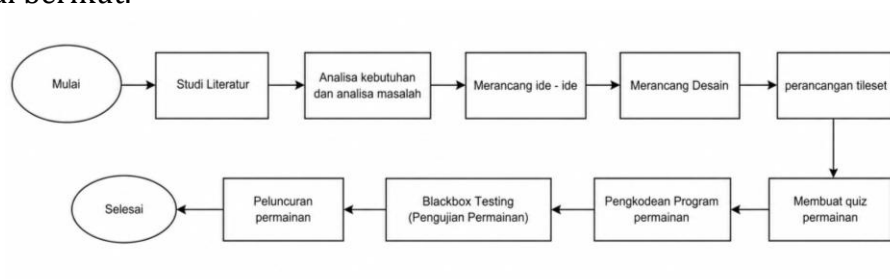 berikut.
Mulai
Studi Literatur
Analisa kebutuhan
dan analisa masalah
Merancang ide - ide
Merancang Desain
perancangan tileset
Membuat quiz
permainan
Pengkodean Program
permainan
Blackbox Testing
(Pengujian Permainan)
Peluncuran
permainan
Selesai